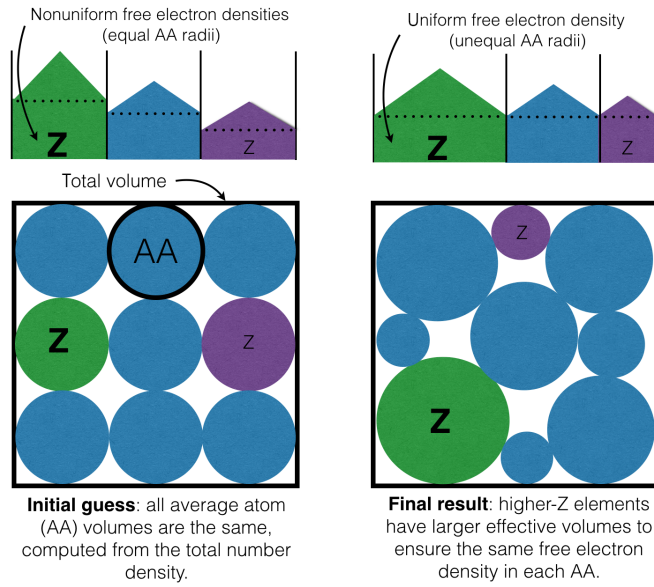 Nonuniform free electron densities
(equal AA radii)
Z
Z
Uniform free electron density
(unequal AA radii)
Z
Z
Total volume
AA
Z
Z
Z
Z
Initial guess: all average atom
(AA) volumes are the same,
computed from the total number
density.
Final result: higher-Z elements
have larger effective volumes to
ensure the same free electron
density in each AA.